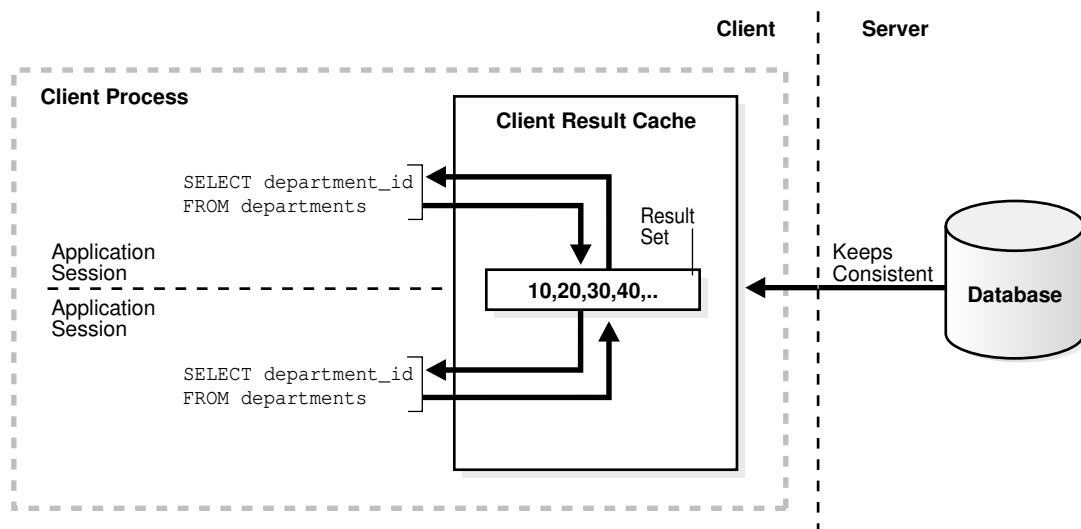 Client
Server
Client Process
Client Result Cache
SELECT department_id
FROM departments
Result
Set
Application
Session
Keeps
Consistent
10,20,30,40,..
Database
Application
Session
SELECT department_id
FROM departments